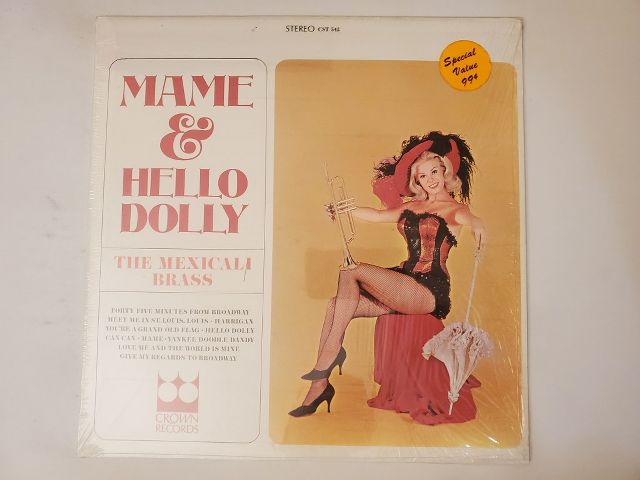 STEREO CST 545
Special
Value
99¢
MAME
&
HELLO
DOLLY
THE MEXICALI
BRASS
FORTY FIVE MINUTES FROM BROADWAY
MEET ME IN ST. LOUIS, LOUIS · HARRIGAN
YOU'RE A GRAND OLD FLAG · HELLO DOLLY
CAN CAN · MAME · YANKEE DOODLE DANDY
LOVE ME AND THE WORLD IS MINE
GIVE MY REGARDS TO BROADWAY
CROWN
RECORDS